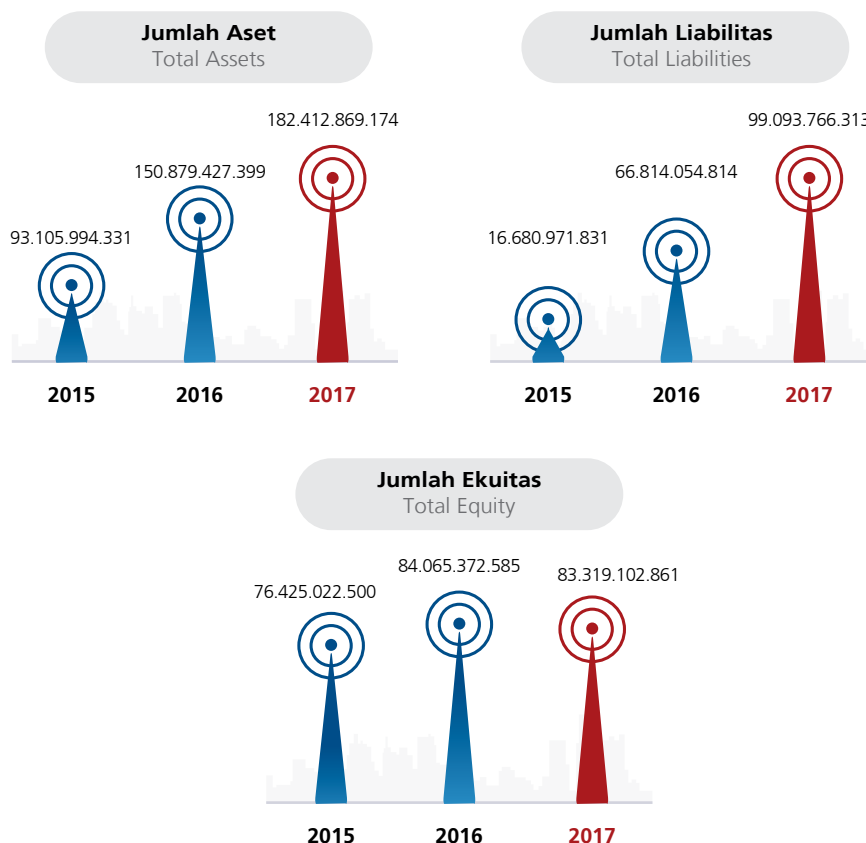 Jumlah Aset
Total Assets
182.412.869.174
150.879.427.399
93.105.994.331
2015 2016 2017
Jumlah Liabilitas
Total Liabilities
99.093.766.313
66.814.054.814
16.680.971.831
2015 2016 2017
Jumlah Ekuitas
Total Equity
84.065.372.585
83.319.102.861
76.425.022.500
2015 2016 2017